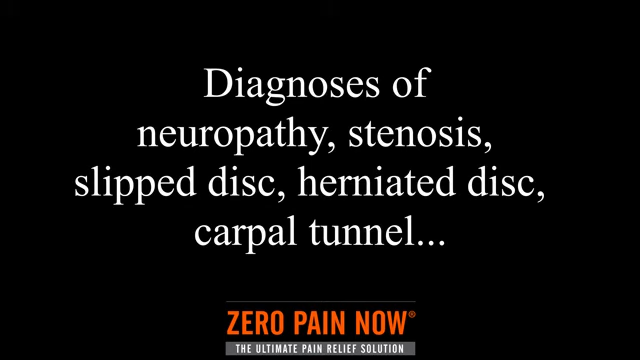 Diagnoses of
neuropathy, stenosis,
slipped disc, herniated disc,
carpal tunnel...
ZERO PAIN NOW®
THE ULTIMATE PAIN RELIEF SOLUTION